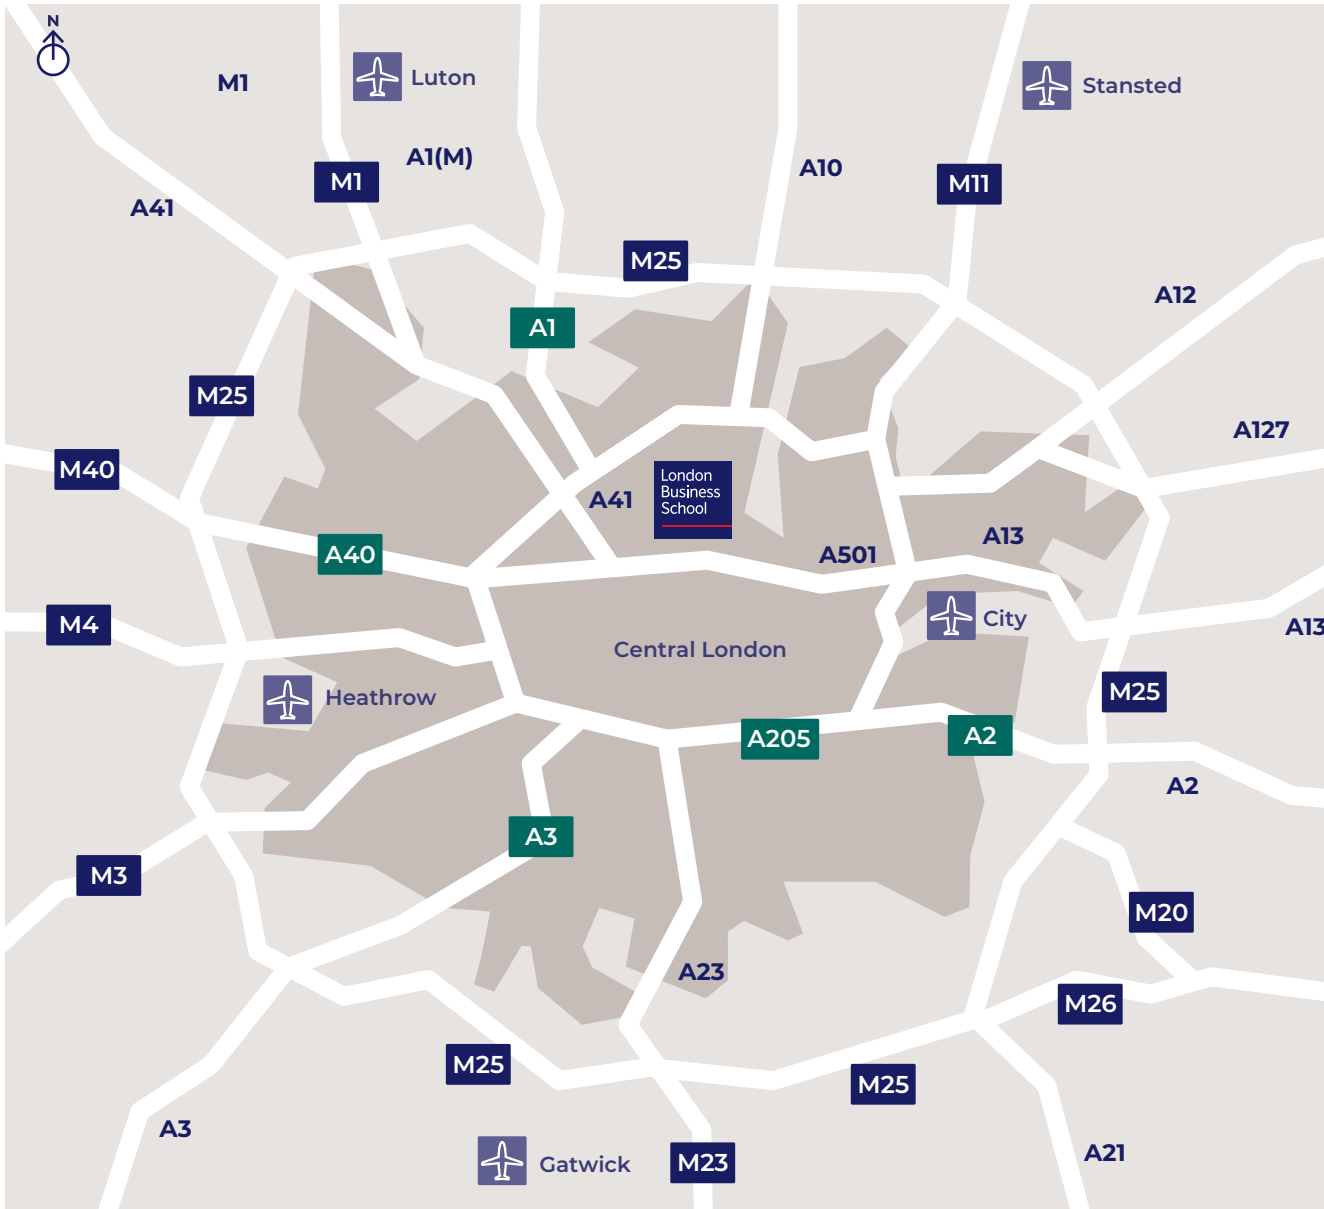 N
M1
Luton
Stansted
A1(M)
A10
M1
M11
A41
M25
A12
A1
M25
A127
M40
London
Business
School
A41
A13
A40
A501
M4
City
A13
Central London
Heathrow
M25
A205
A2
A2
A3
M3
M20
A23
M26
M25
M25
A3
A21
Gatwick
M23